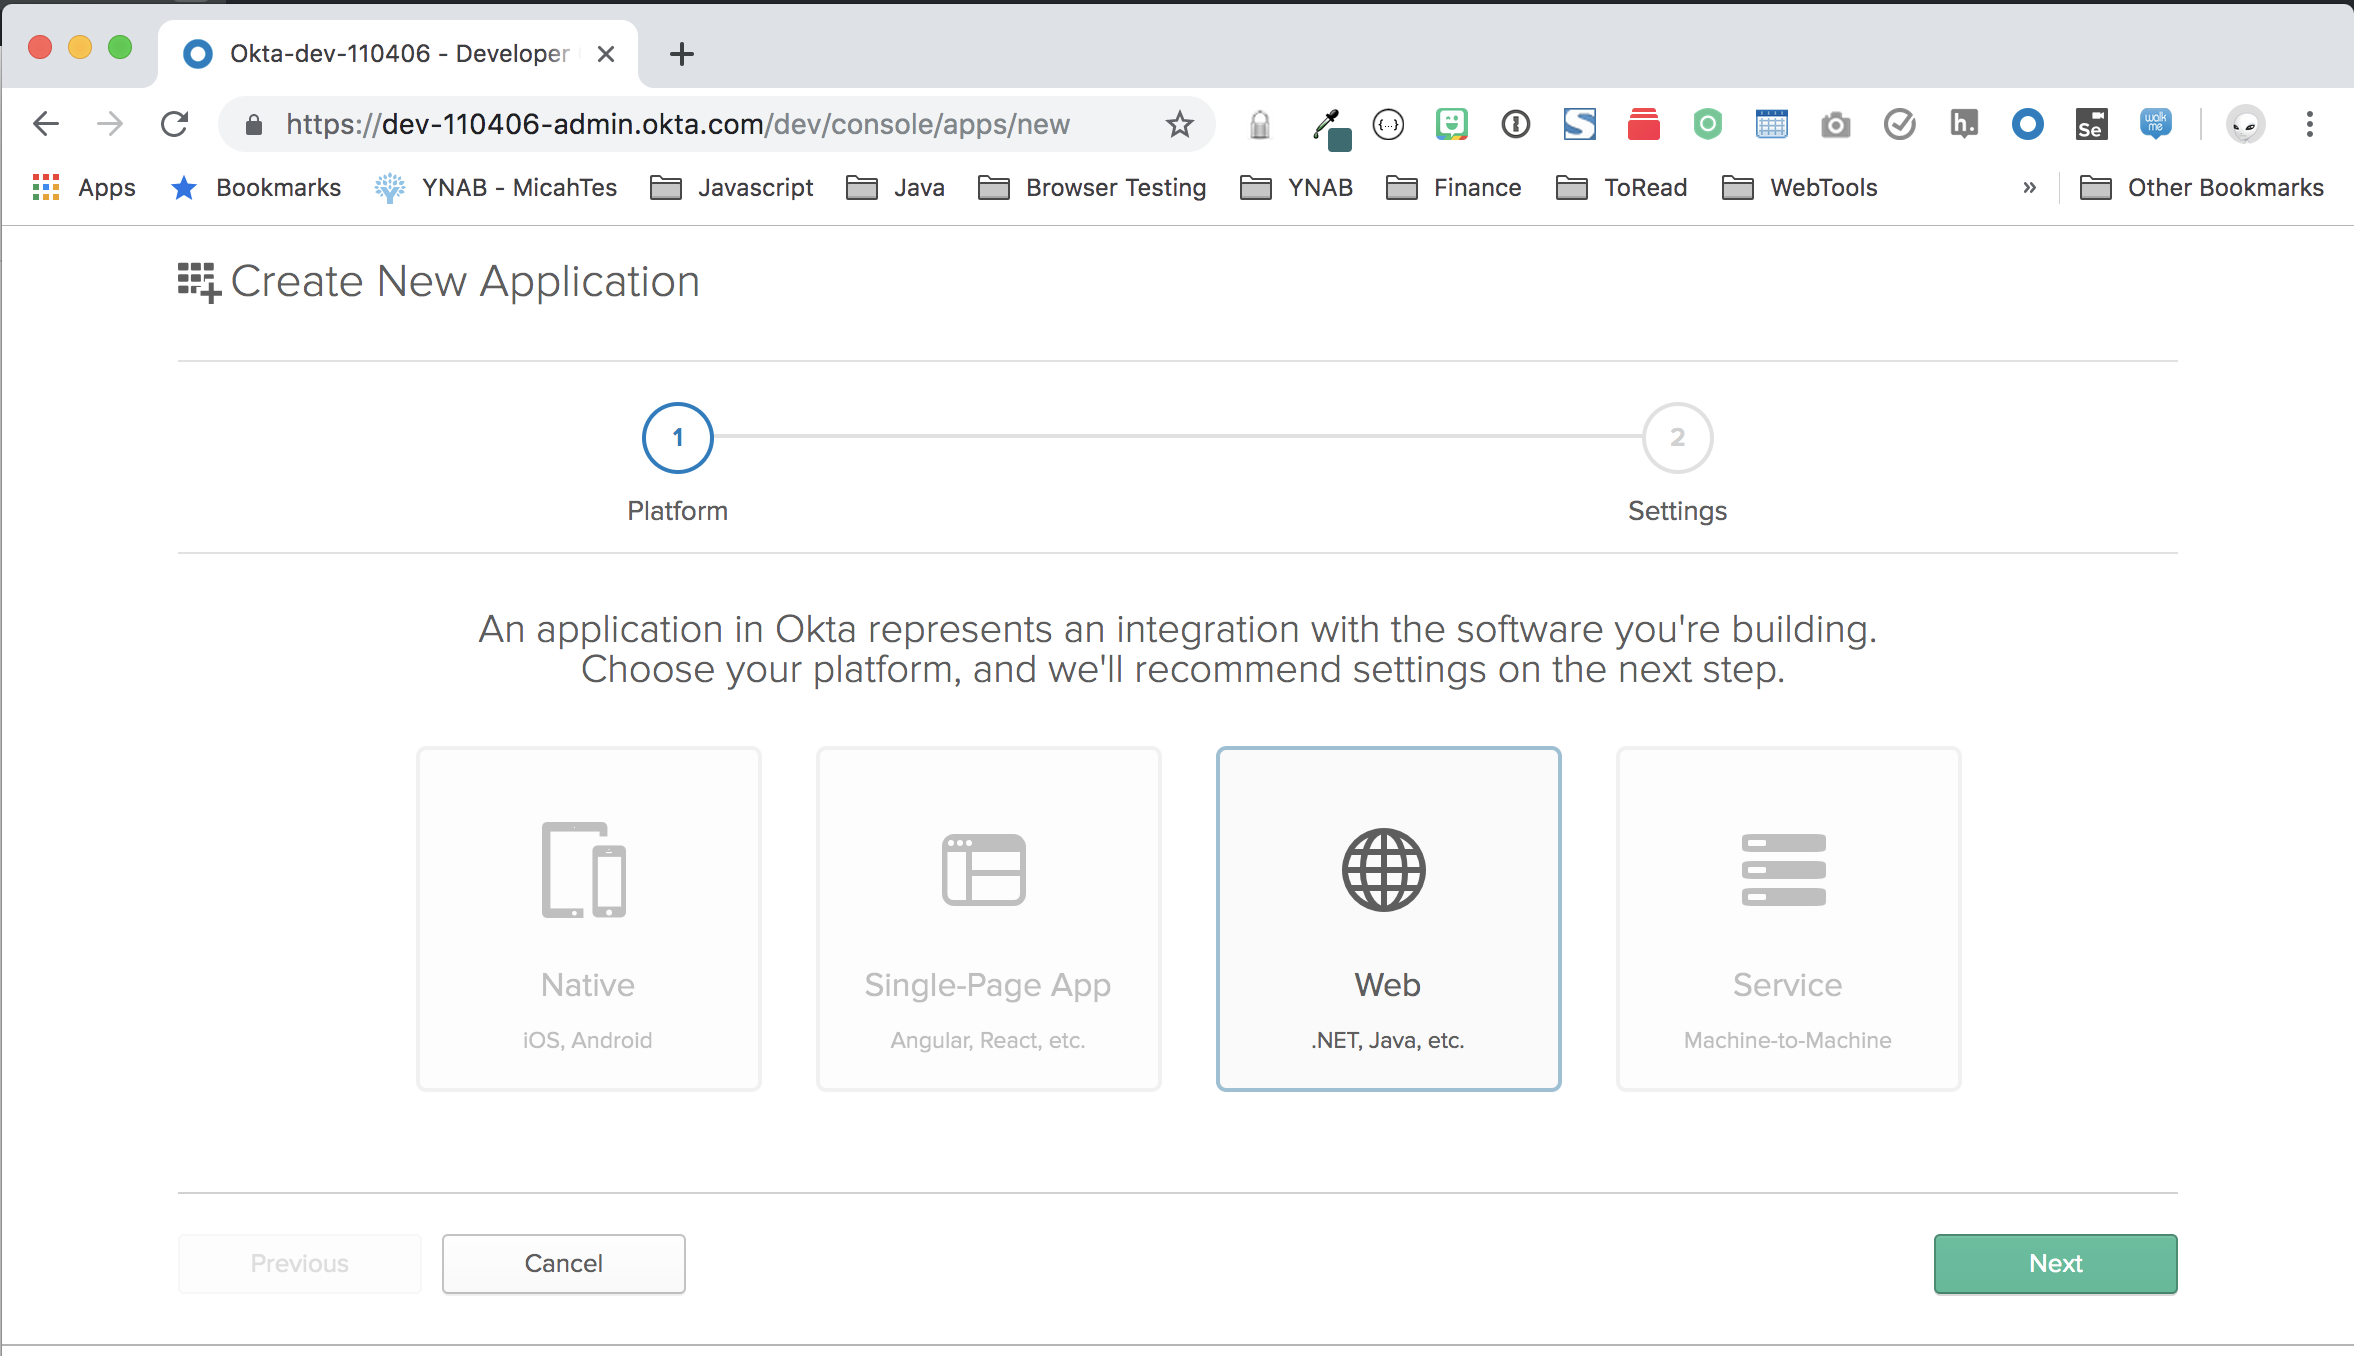 Okta-dev-110406 - Developer
https://dev-110406-admin.okta.com/dev/console/apps/new
{...}
h.
Se
walk me
Apps Bookmarks YNAB - MicahTes Javascript Java Browser Testing YNAB Finance ToRead WebTools » Other Bookmarks
Create New Application
1 2
Platform Settings
An application in Okta represents an integration with the software you're building.
Choose your platform, and we'll recommend settings on the next step.
Native Single-Page App Web Service
iOS, Android Angular, React, etc. .NET, Java, etc. Machine-to-Machine
Previous Cancel Next